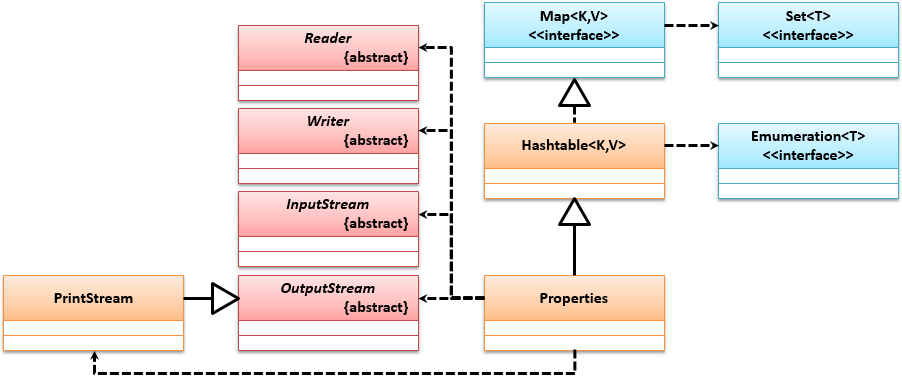 Map<K,V>
<<interface>>
Set<T>
<<interface>>
Reader
{abstract}
Writer
{abstract}
Hashtable<K,V>
Emumeration<T>
<<interface>>
InputStream
{abstract}
PrintStream
OutputStream
{abstract}
Properties